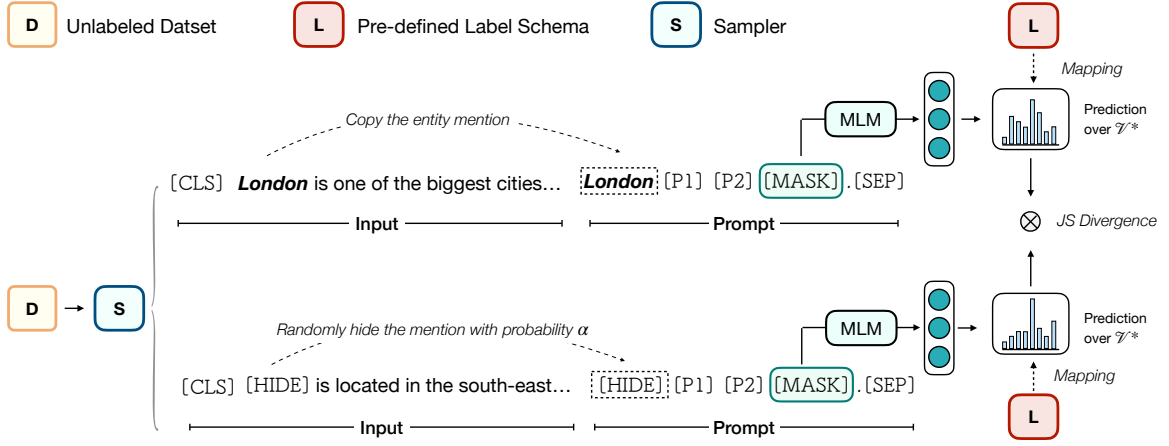 D Unlabeled Datset L Pre-defined Label Schema S Sampler L
Mapping
Copy the entity mention
MLM
Prediction
over 𝒱*
[CLS] London is one of the biggest cities… London [P1] [P2] [MASK].[SEP]
Input Prompt
JS Divergence
D S
Randomly hide the mention with probability α
MLM
Prediction
over 𝒱*
[CLS] [HIDE] is located in the south-east… [HIDE] [P1] [P2] [MASK].[SEP]
Mapping
Input Prompt
L